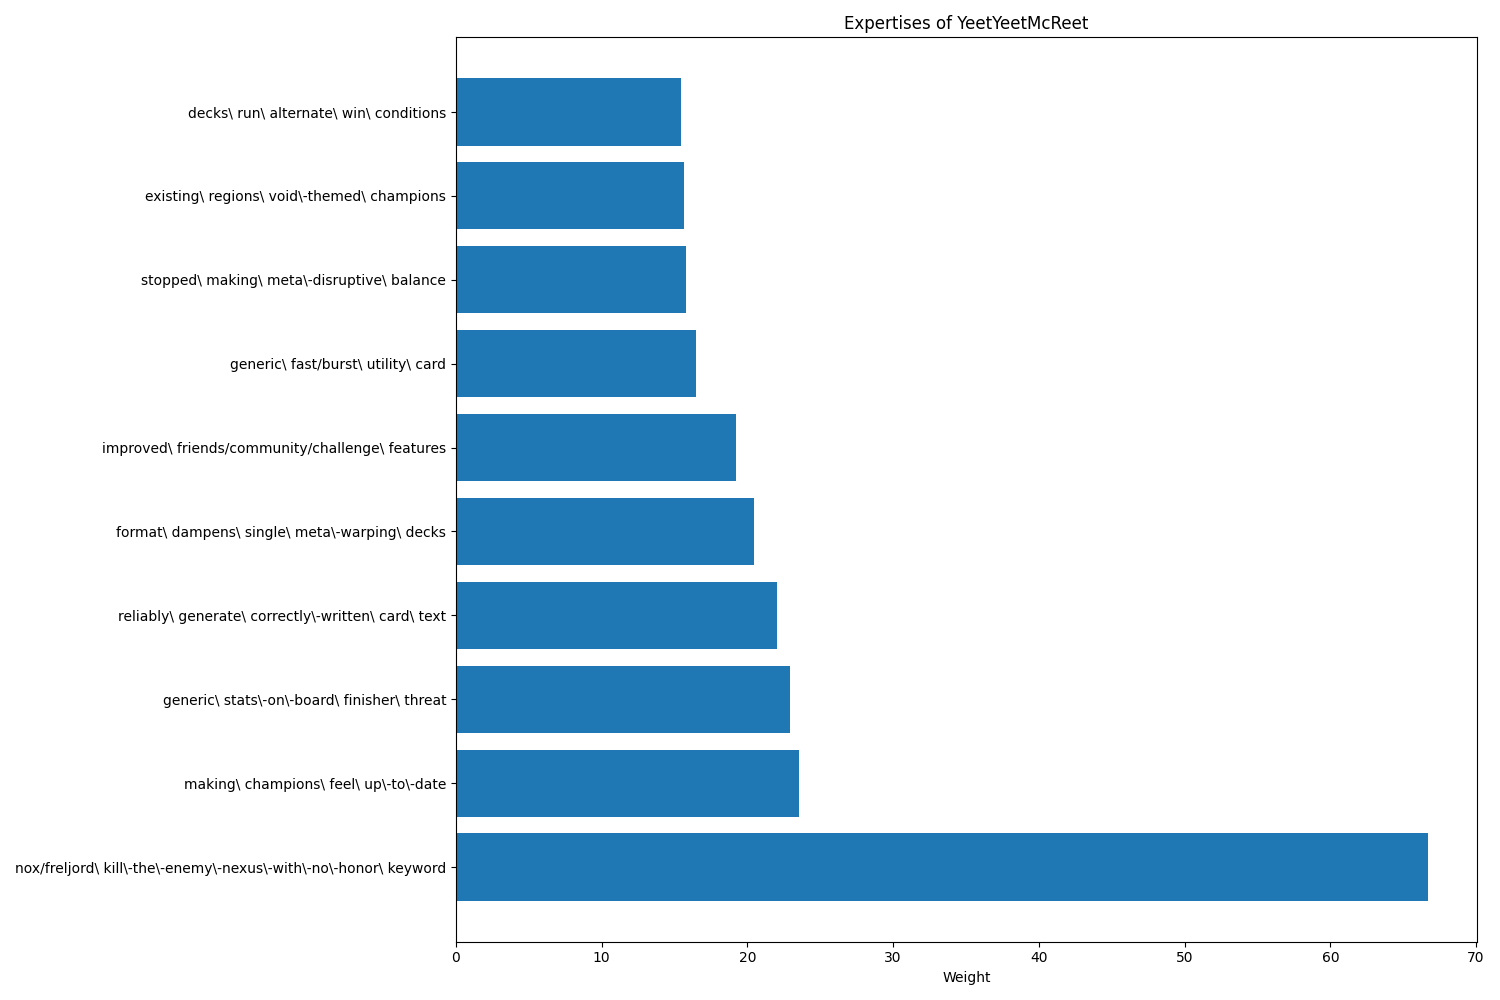 Expertises of YeetYeetMcReet
decks\ run\ alternate\ win\ conditions
existing\ regions\ void\-themed\ champions
stopped\ making\ meta\-disruptive\ balance
generic\ fast/burst\ utility\ card
improved\ friends/community/challenge\ features
format\ dampens\ single\ meta\-warping\ decks
reliably\ generate\ correctly\-written\ card\ text
generic\ stats\-on\-board\ finisher\ threat
making\ champions\ feel\ up\-to\-date
nox/freljord\ kill\-the\-enemy\-nexus\-with\-no\-honor\ keyword
0 10 20 30 40 50 60 70
Weight